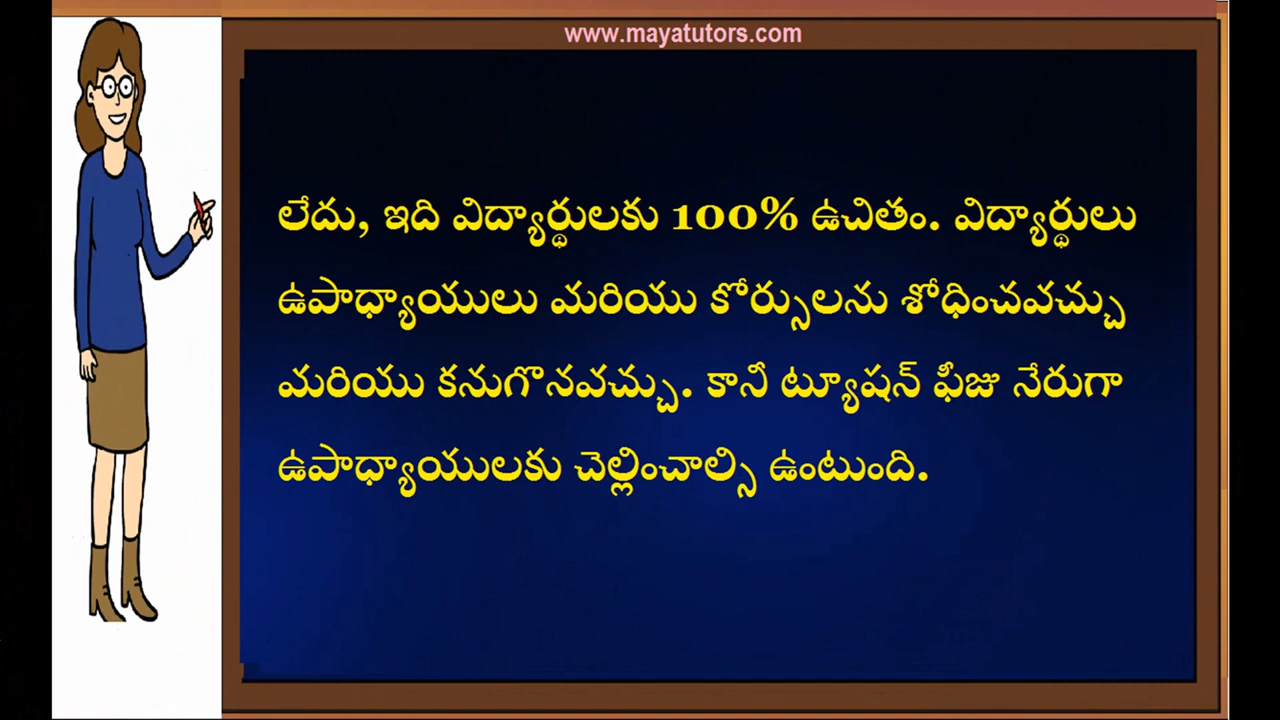 www.mayatutors.com
లేదు, ఇది విద్యార్థులకు 100% ఉచితం. విద్యార్థులు
ఉపాధ్యాయులు మరియు కోర్సులను శోధించవచ్చు
మరియు కనుగొనవచ్చు. కానీ ట్యూషన్ ఫీజు నేరుగా
ఉపాధ్యాయులకు చెల్లించాల్సి ఉంటుంది.